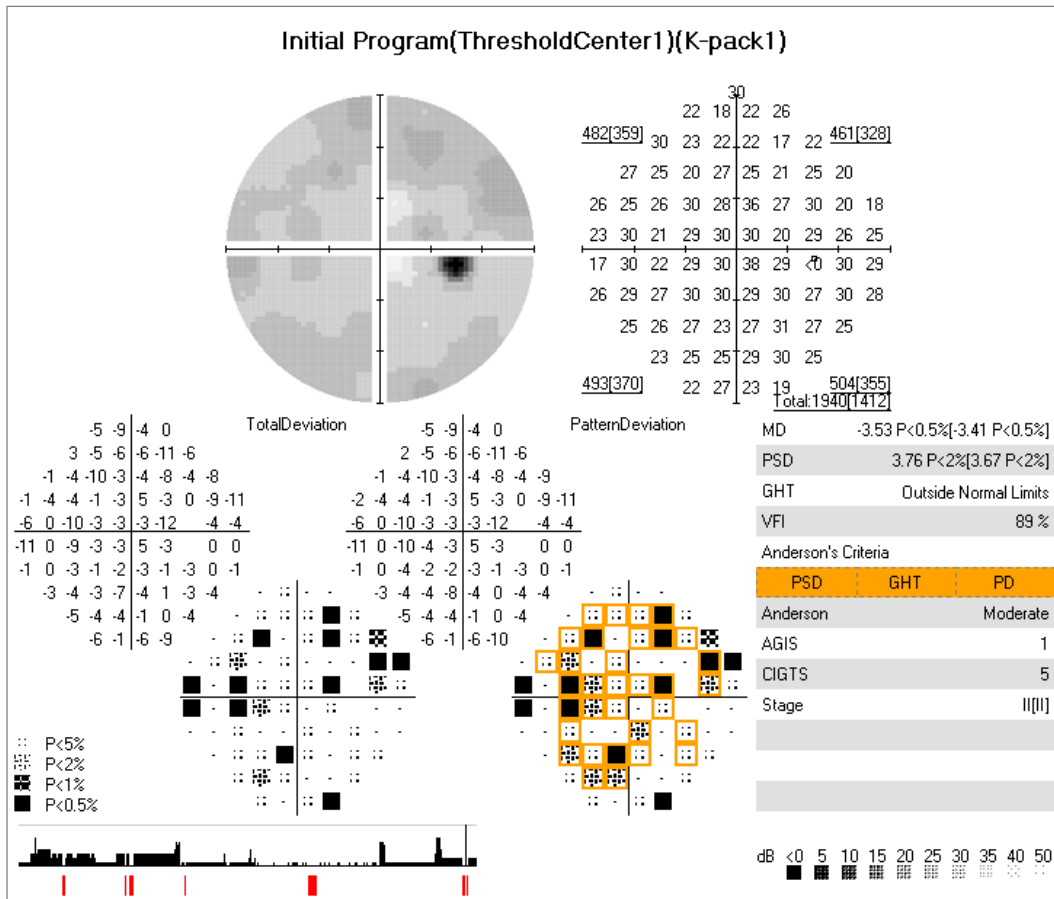 Initial Program(ThresholdCenter1)(K-pack1)
30
22 18 22 26
482[359] 30 23 22 22 17 22 461[328]
27 25 20 27 25 21 25 20
26 25 26 30 28 36 27 30 20 18
23 30 21 29 30 30 20 29 26 25
17 30 22 29 30 38 29 <0 30 29
26 29 27 30 30 29 30 27 30 28
25 26 27 23 27 31 27 25
23 25 25 29 30 25
493[370] 22 27 23 19 504[355]
Total:1940[1412]
TotalDeviation
-5 -9 -4 0
3 -5 -6 -6 -11 -6
-1 -4 -10 -3 -4 -8 -4 -8
-1 -4 -4 -1 -3 5 -3 0 -9 -11
-6 0 -10 -3 -3 -3 -12 -4 -4
-11 0 -9 -3 -3 5 -3 0 0
-1 0 -3 -1 -2 -3 -1 -3 0 -1
-3 -4 -3 -7 -4 1 -3 -4
-5 -4 -4 -1 0 -4
-6 -1 -6 -9
PatternDeviation
-5 -9 -4 0
2 -5 -6 -6 -11 -6
-1 -4 -10 -3 -4 -8 -4 -8
-2 -4 -4 -1 -3 5 -3 0 -9 -11
-6 0 -10 -3 -3 -3 -12 -4 -4
-11 0 -10 -4 -3 5 -3 0 0
-1 0 -4 -2 -3 -3 -1 -3 0 -1
-3 -4 -4 -8 -4 0 -3 -4
-5 -4 -4 -1 0 -4
-6 -1 -6 -10
MD -3.53 P<0.5%[-3.41 P<0.5%]
PSD 3.76 P<2%[3.67 P<2%]
GHT Outside Normal Limits
VFI 89 %
Anderson's Criteria
PSD GHT PD
Anderson Moderate
AGIS 1
CIGTS 5
Stage II[II]
P<5%
P<2%
P<1%
P<0.5%
dB <0 5 10 15 20 25 30 35 40 50